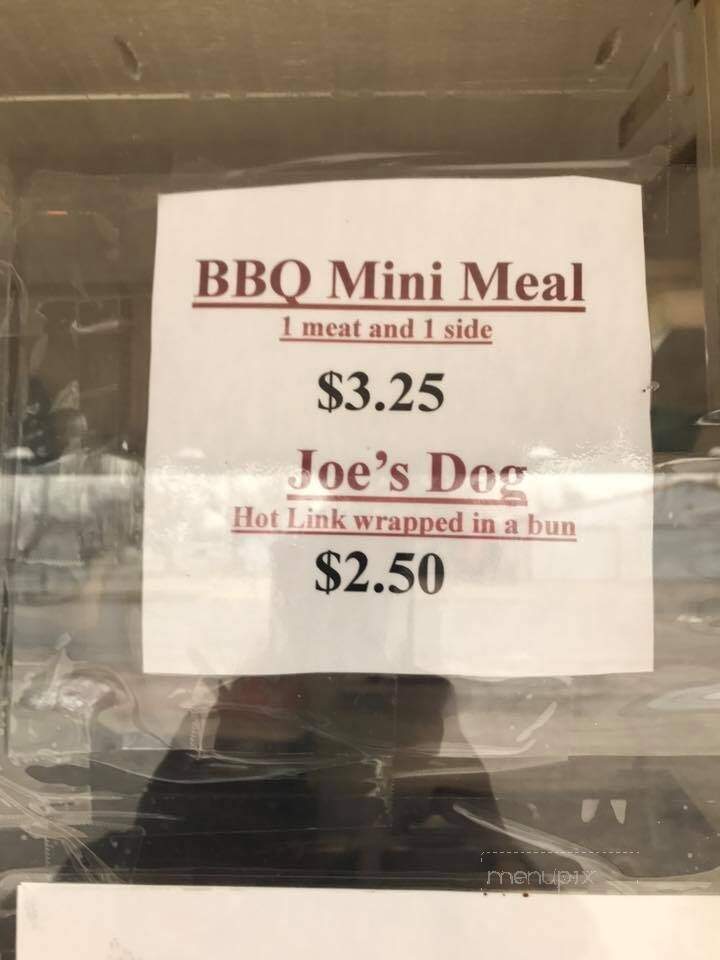 BBQ Mini Meal
1 meat and 1 side
$3.25
Joe's Dog
Hot Link wrapped in a bun
$2.50
menupix